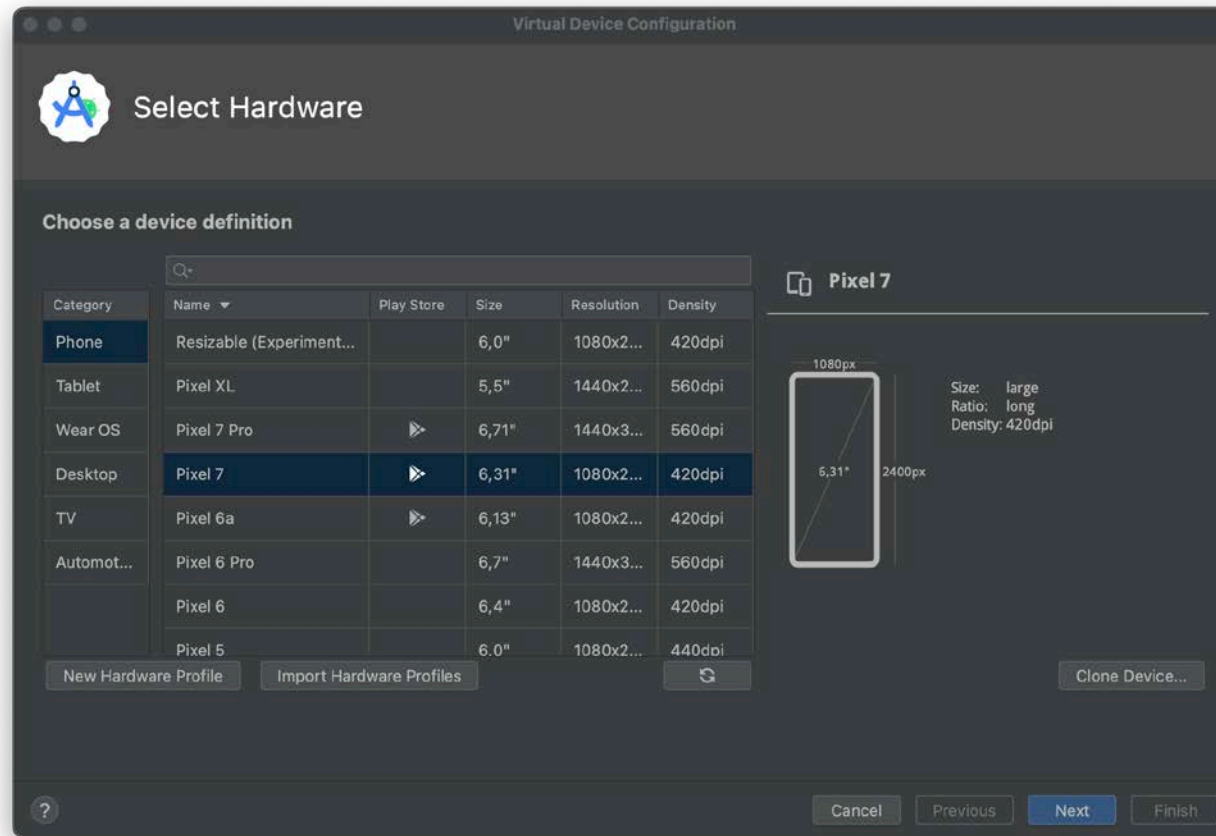 Virtual Device Configuration
Select Hardware
Choose a device definition
Category
Phone
Tablet
Wear OS
Desktop
TV
Automot...
Name Play Store Size Resolution Density
Resizable (Experiment... 6,0" 1080x2... 420dpi
Pixel XL 5,5" 1440x2... 560dpi
Pixel 7 Pro 6,71" 1440x3... 560dpi
Pixel 7 6,31" 1080x2... 420dpi
Pixel 6a 6,13" 1080x2... 420dpi
Pixel 6 Pro 6,7" 1440x3... 560dpi
Pixel 6 6,4" 1080x2... 420dpi
Pixel 5 6,0" 1080x2... 440dpi
New Hardware Profile Import Hardware Profiles
Pixel 7
1080px
6,31"
2400px
Size: large
Ratio: long
Density: 420dpi
Clone Device...
?
Cancel Previous Next Finish